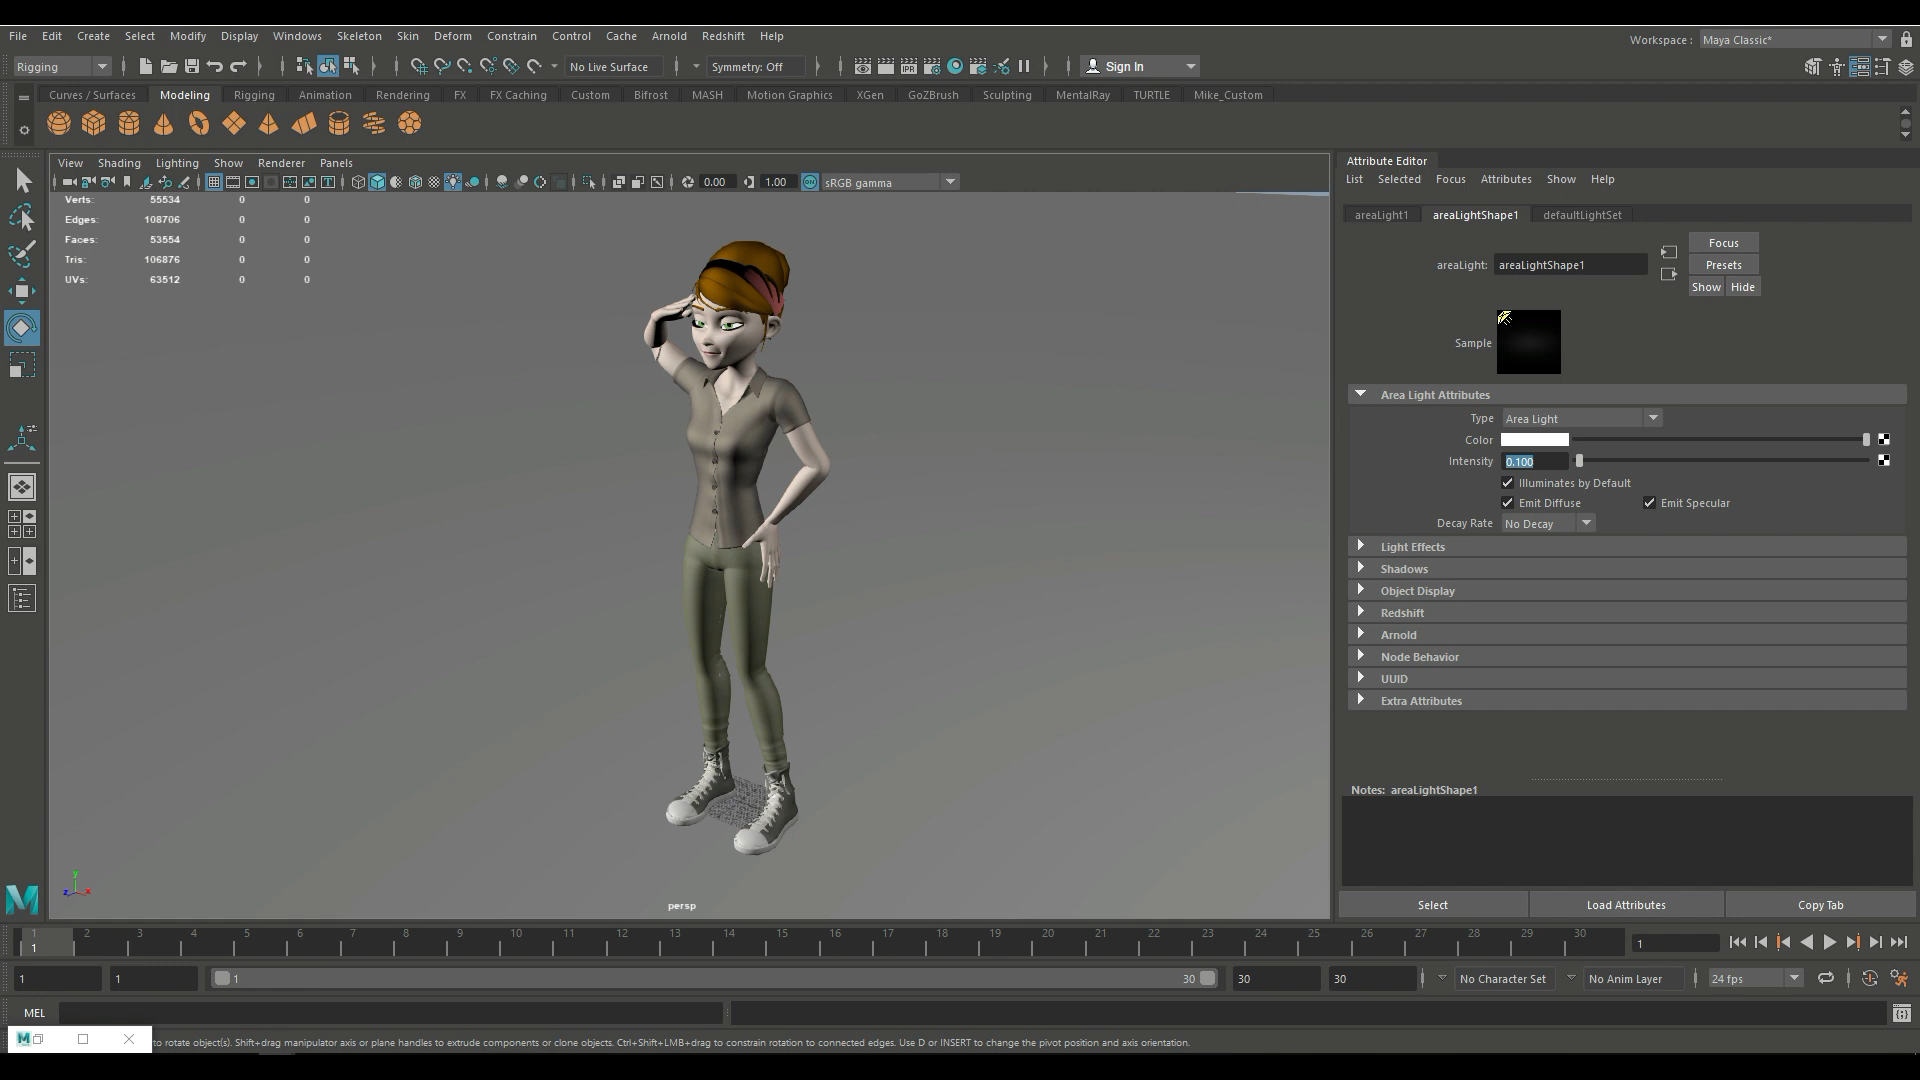 File Edit Create Select Modify Display Windows Skeleton Skin Deform Constrain Control Cache Arnold Redshift Help
Workspace : Maya Classic*
Rigging No Live Surface Symmetry: Off Sign In
Curves / Surfaces Modeling Rigging Animation Rendering FX FX Caching Custom Bifrost MASH Motion Graphics XGen GoZBrush Sculpting MentalRay TURTLE Mike_Custom
View Shading Lighting Show Renderer Panels
0.00 1.00 ON sRGB gamma
Verts: 55534 0 0
Edges: 108706 0 0
Faces: 53554 0 0
Tris: 106876 0 0
UVs: 63512 0 0
y
z x
persp
Attribute Editor
List Selected Focus Attributes Show Help
areaLight1 areaLightShape1 defaultLightSet
Focus
areaLight: areaLightShape1 Presets
Show Hide
Sample
Area Light Attributes
Type Area Light
Color
Intensity 0.100
Illuminates by Default
Emit Diffuse Emit Specular
Decay Rate No Decay
Light Effects
Shadows
Object Display
Redshift
Arnold
Node Behavior
UUID
Extra Attributes
Notes: areaLightShape1
Select Load Attributes Copy Tab
1 2 3 4 5 6 7 8 9 10 11 12 13 14 15 16 17 18 19 20 21 22 23 24 25 26 27 28 29 30
1 1
1 1 1 30 30 30 No Character Set No Anim Layer 24 fps
MEL
to rotate object(s). Shift+drag manipulator axis or plane handles to extrude components or clone objects. Ctrl+Shift+LMB+drag to constrain rotation to connected edges. Use D or INSERT to change the pivot position and axis orientation.